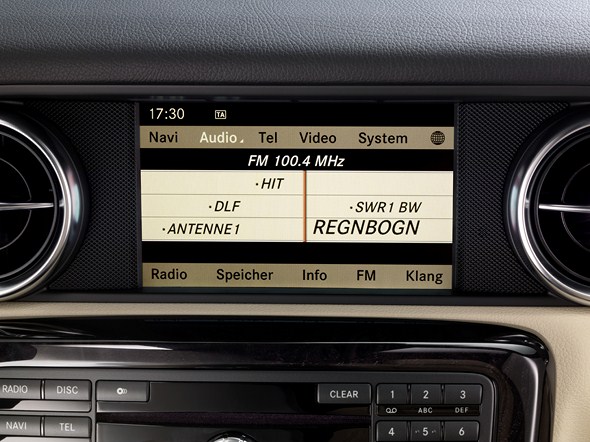 17:30 TA
Navi Audio Tel Video System
FM 100.4 MHz
·HIT
·DLF ·SWR1 BW
·ANTENNE1 REGNBOGN
Radio Speicher Info FM Klang
RADIO DISC CLEAR 1 2 3
ABC DEF
NAVI TEL 4 5 6